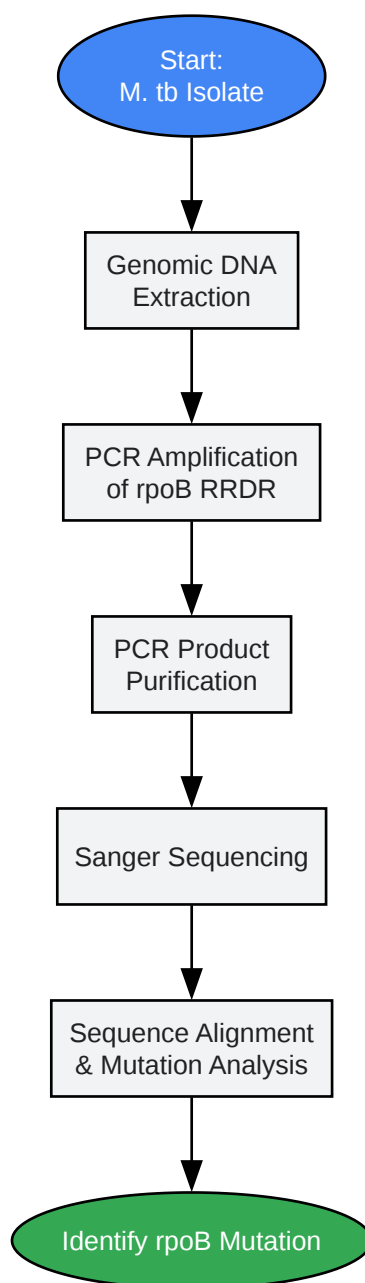 Start:
M. tb Isolate
Genomic DNA
Extraction
PCR Amplification
of rpoB RRDR
PCR Product
Purification
Sanger Sequencing
Sequence Alignment
& Mutation Analysis
Identify rpoB Mutation